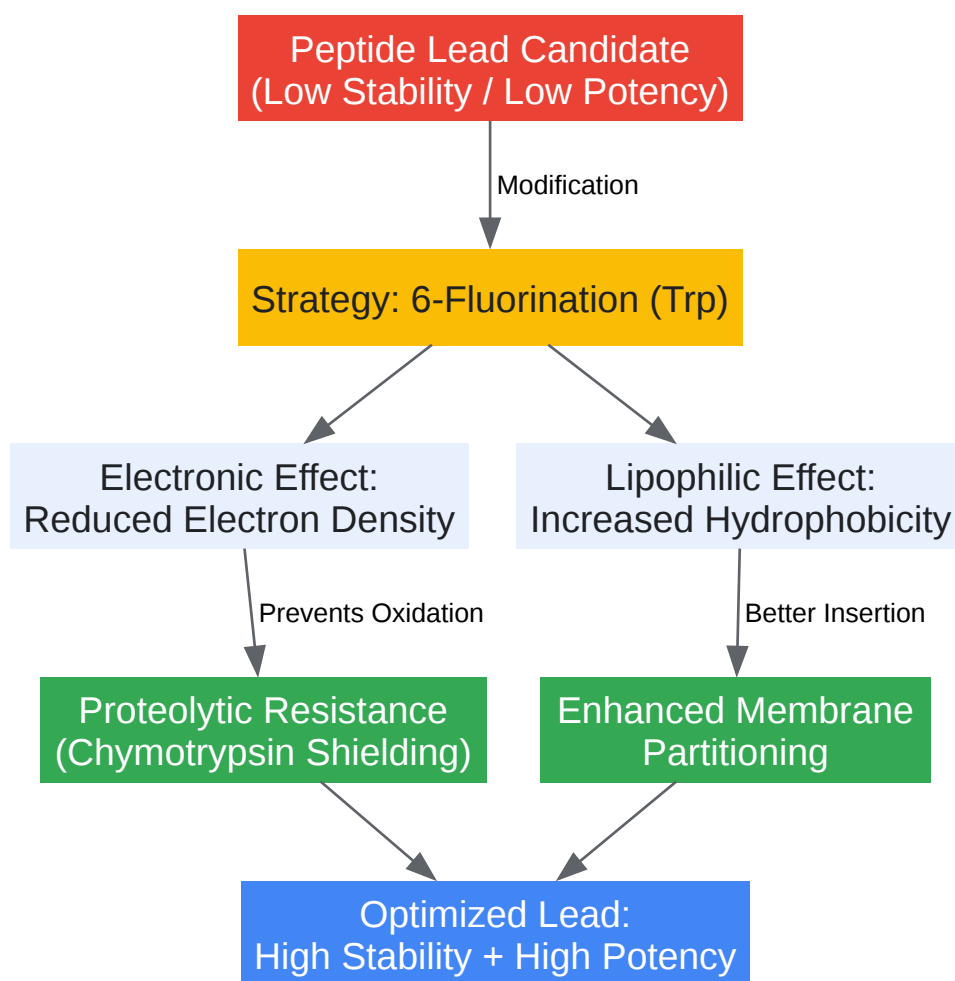 Peptide Lead Candidate
(Low Stability / Low Potency)
Modification
Strategy: 6-Fluorination (Trp)
Electronic Effect:
Reduced Electron Density
Lipophilic Effect:
Increased Hydrophobicity
Prevents Oxidation
Better Insertion
Proteolytic Resistance
(Chymotrypsin Shielding)
Enhanced Membrane
Partitioning
Optimized Lead:
High Stability + High Potency